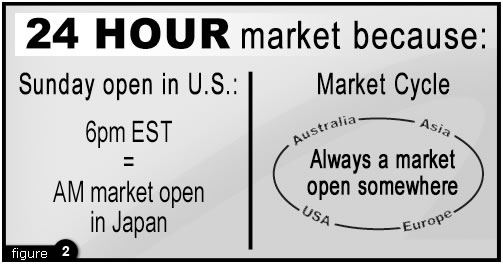 24 HOUR market because:
Sunday open in U.S.:
6pm EST
=
AM market open
in Japan
Market Cycle
Australia
Asia
Always a market
open somewhere
USA
Europe
figure 2